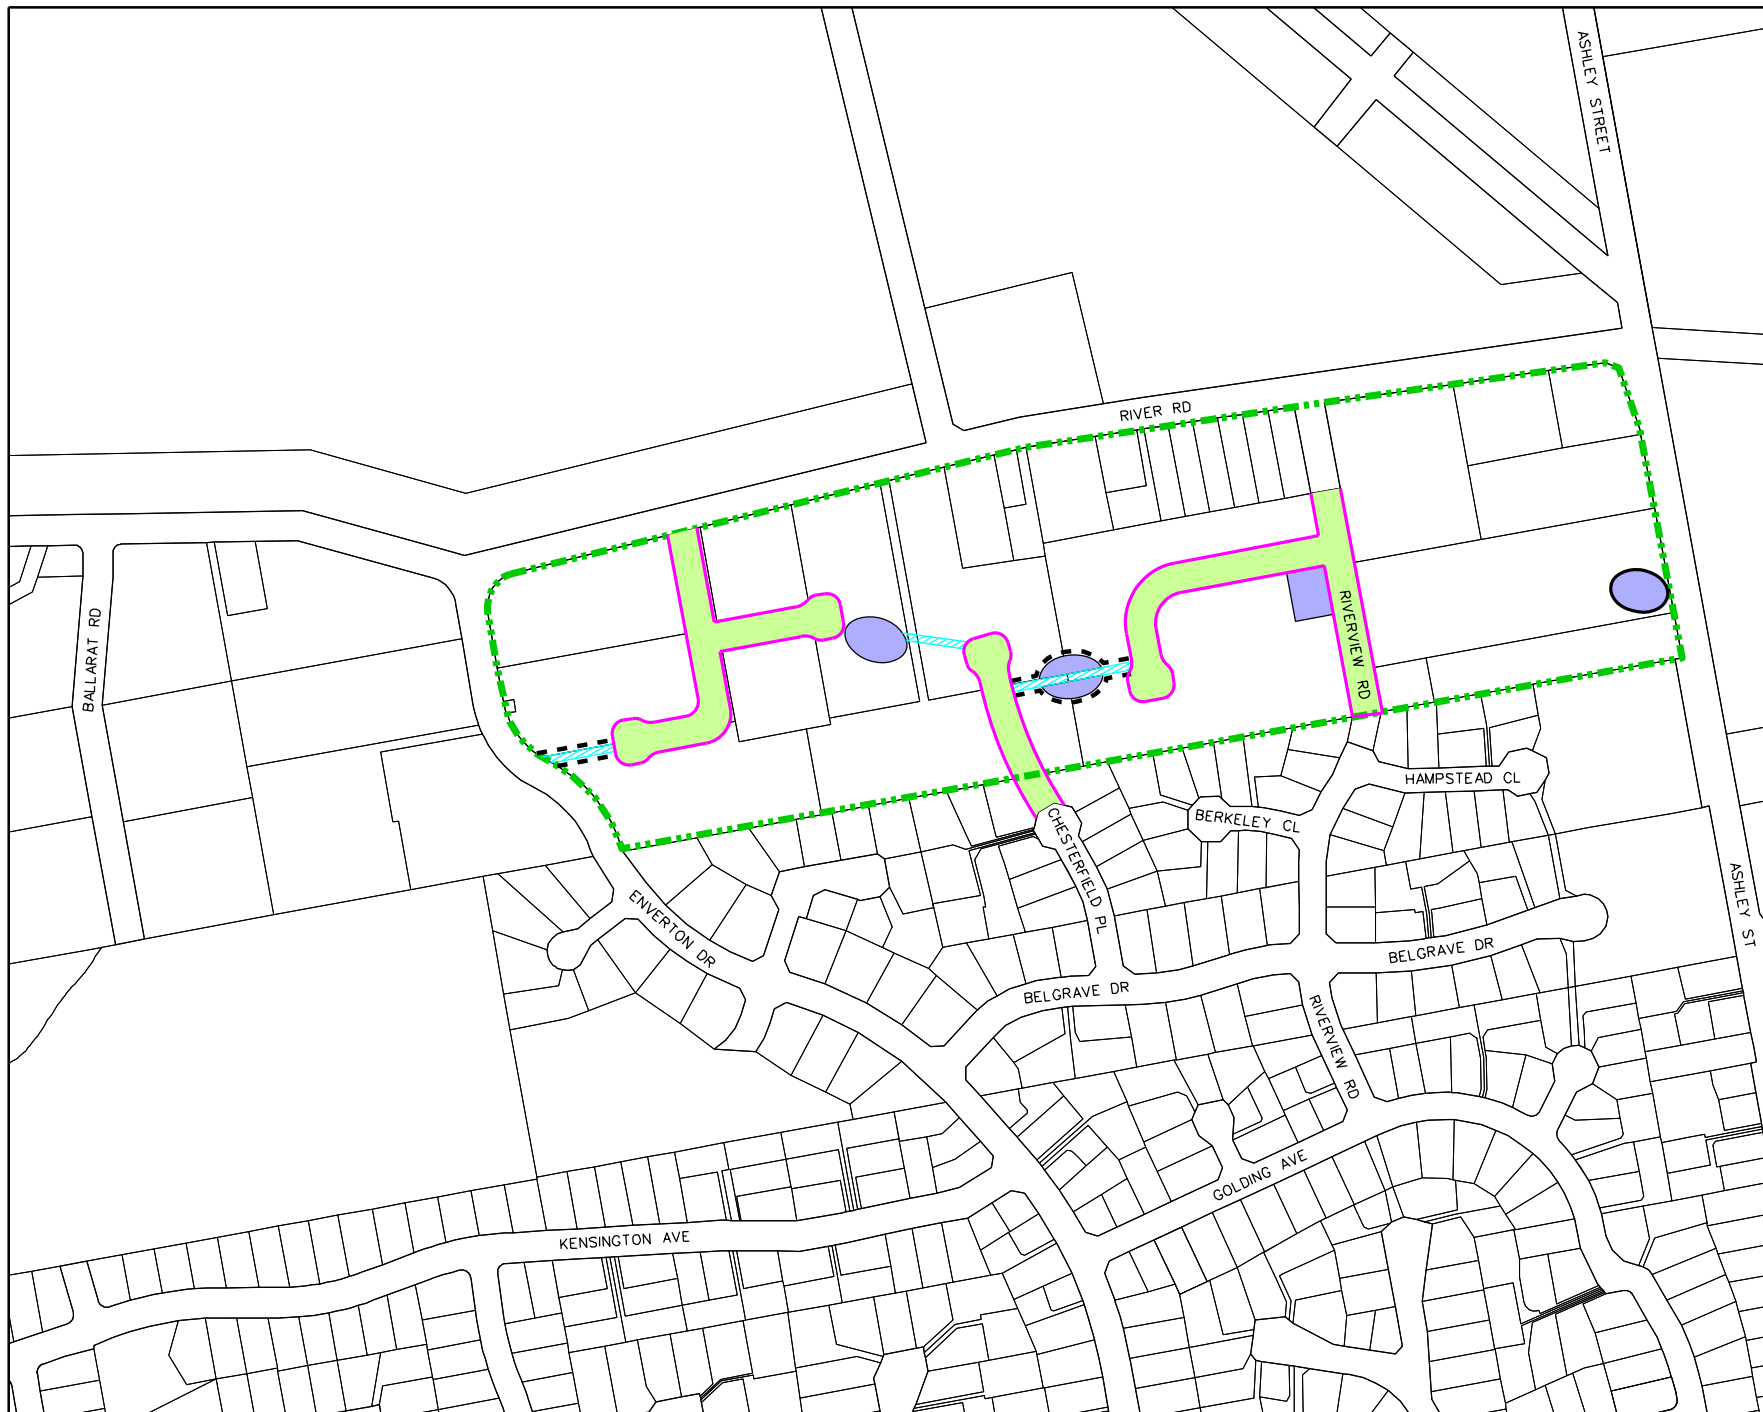 ASHLEY STREET
RIVER RD
BALLARAT RD
RIVERVIEW RD
HAMPSTEAD CL
BERKELEY CL
CHESTERFIELD PL
ENVERTON DR
ASHLEY ST
BELGRAVE DR
BELGRAVE DR
RIVERVIEW RD
GOLDING AVE
KENSINGTON AVE